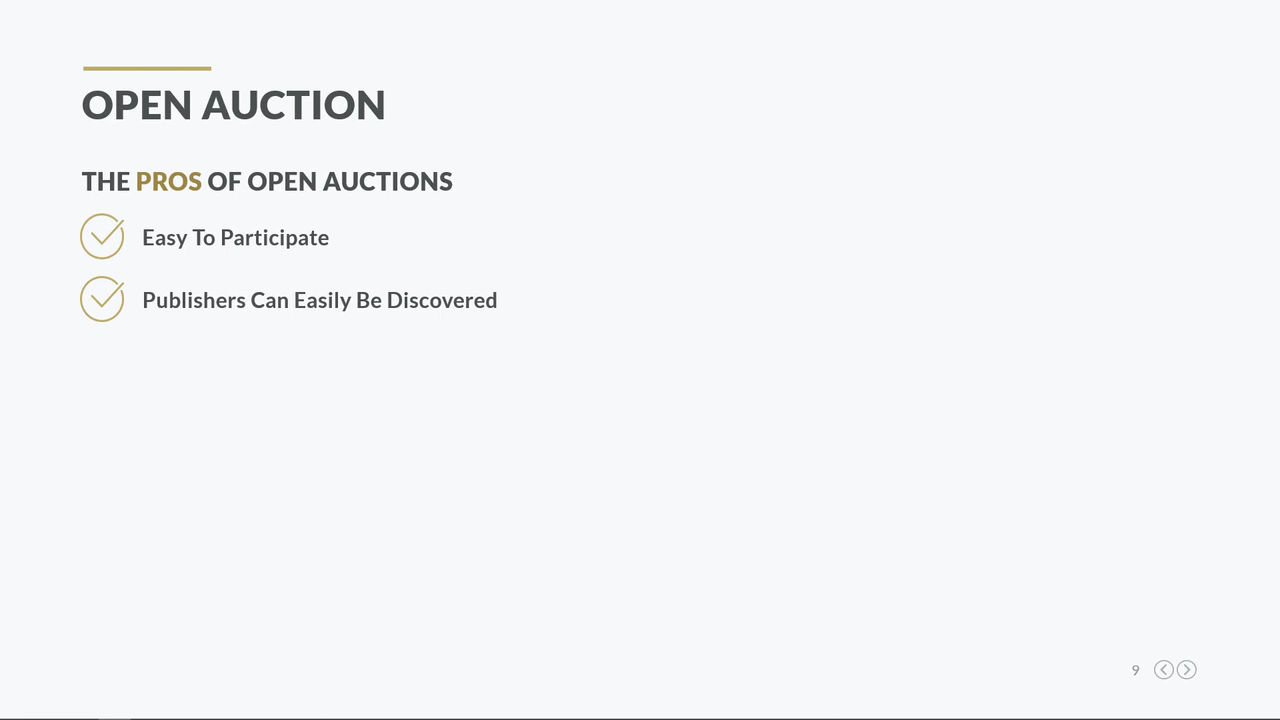 OPEN AUCTION
THE PROS OF OPEN AUCTIONS
Easy To Participate
Publishers Can Easily Be Discovered
9